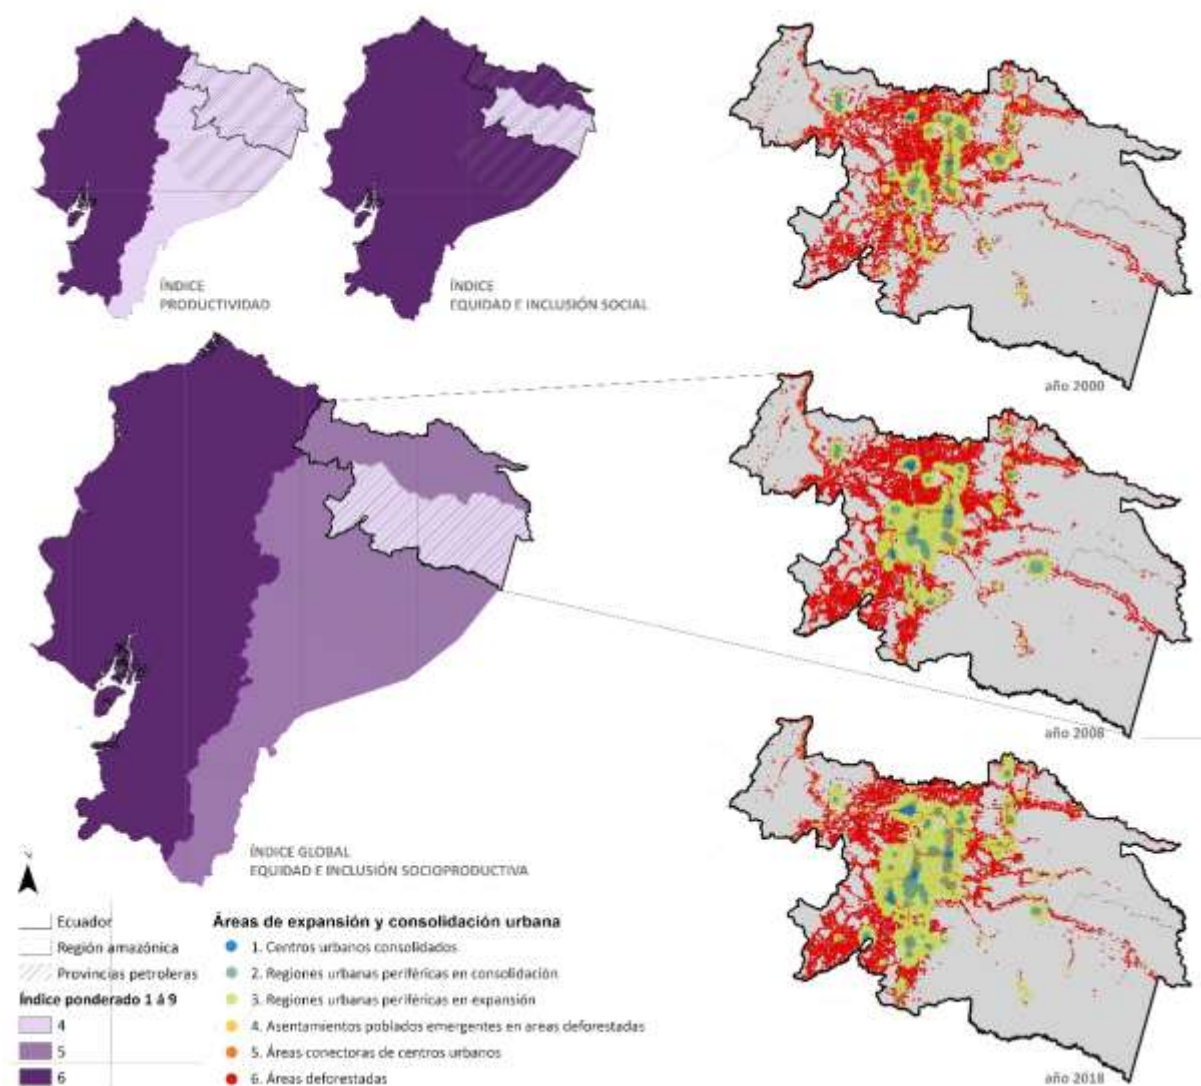 ÍNDICE
PRODUCTIVIDAD
ÍNDICE
EQUIDAD E INCLUSIÓN SOCIAL
año 2000
año 2008
ÍNDICE GLOBAL
EQUIDAD E INCLUSIÓN SOCIOPRODUCTIVA
Ecuador
Región amazónica
Provincias petroleras
Índice ponderado 1 á 9
4
5
6
Áreas de expansión y consolidación urbana
1. Centros urbanos consolidados
2. Regiones urbanas periféricas en consolidación
3. Regiones urbanas periféricas en expansión
4. Asentamientos poblados emergentes en areas deforestadas
5. Áreas conectoras de centros urbanos
6. Áreas deforestadas
año 2018